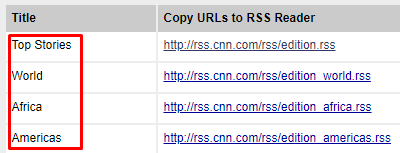 Title Copy URLs to RSS Reader
Top Stories http://rss.cnn.com/rss/edition.rss
World http://rss.cnn.com/rss/edition_world.rss
Africa http://rss.cnn.com/rss/edition_africa.rss
Americas http://rss.cnn.com/rss/edition_americas.rss